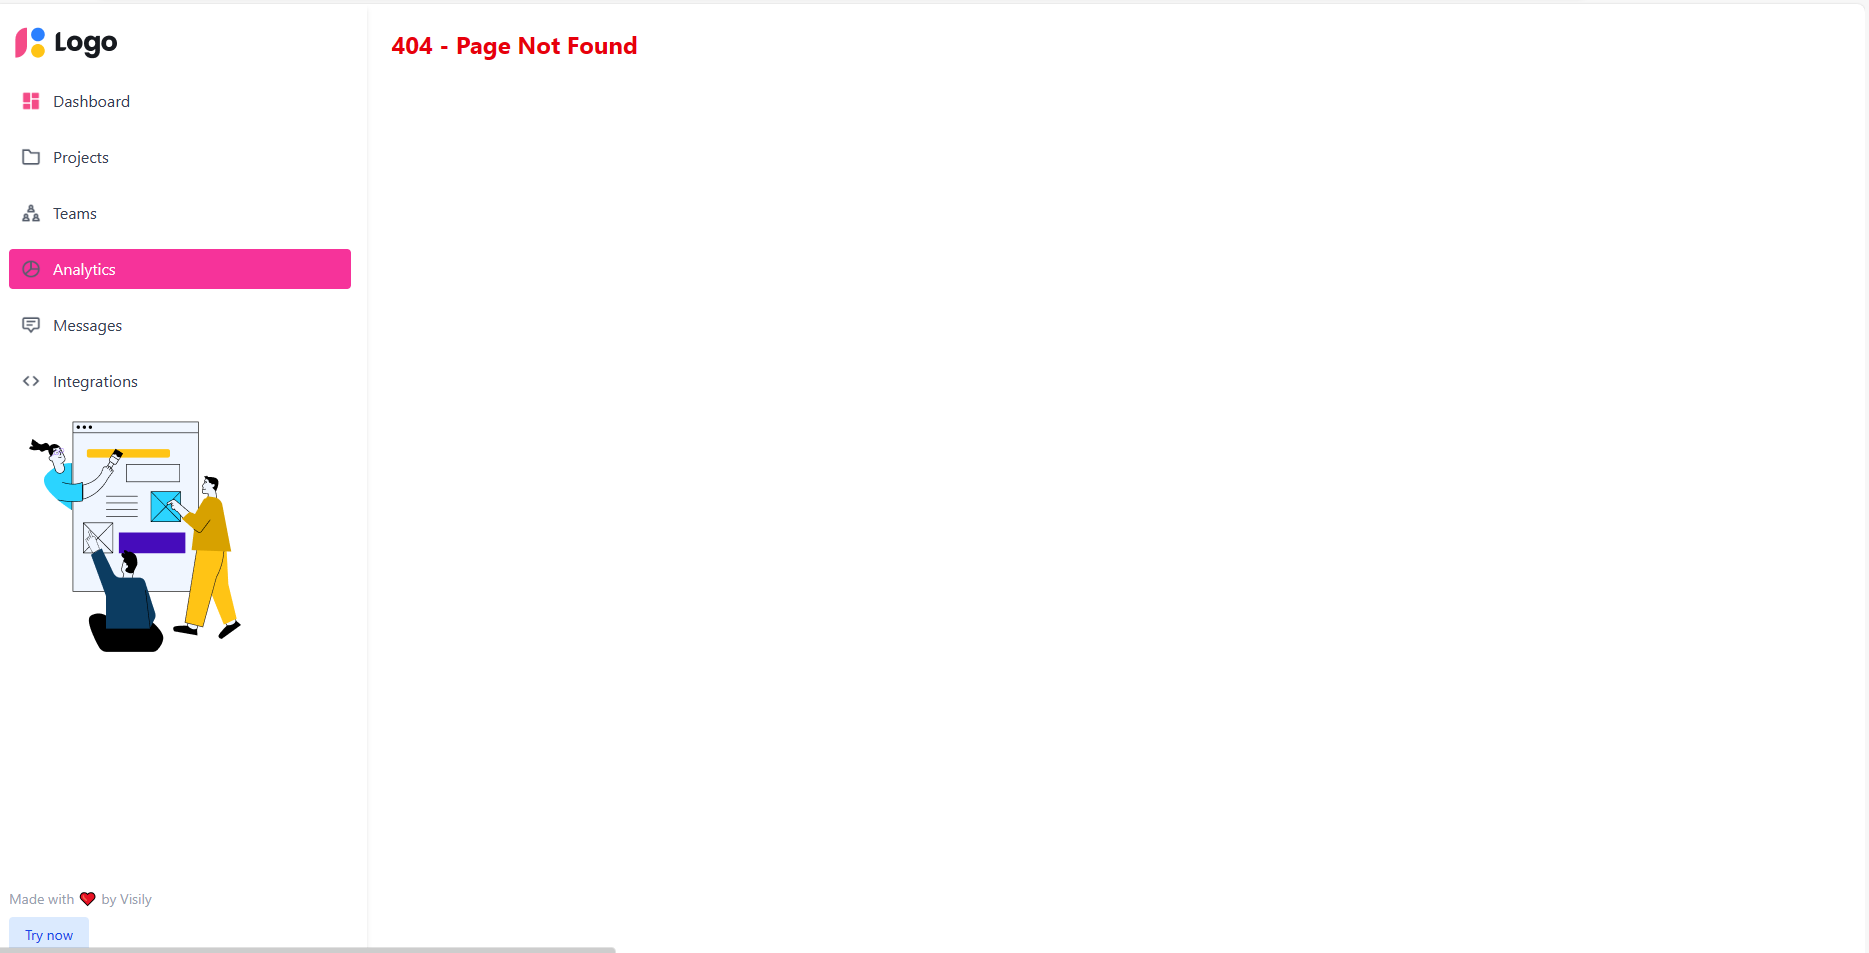 Logo
Dashboard
Projects
Teams
Analytics
Messages
Integrations
Made with ❤️ by Visily
Try now
404 - Page Not Found